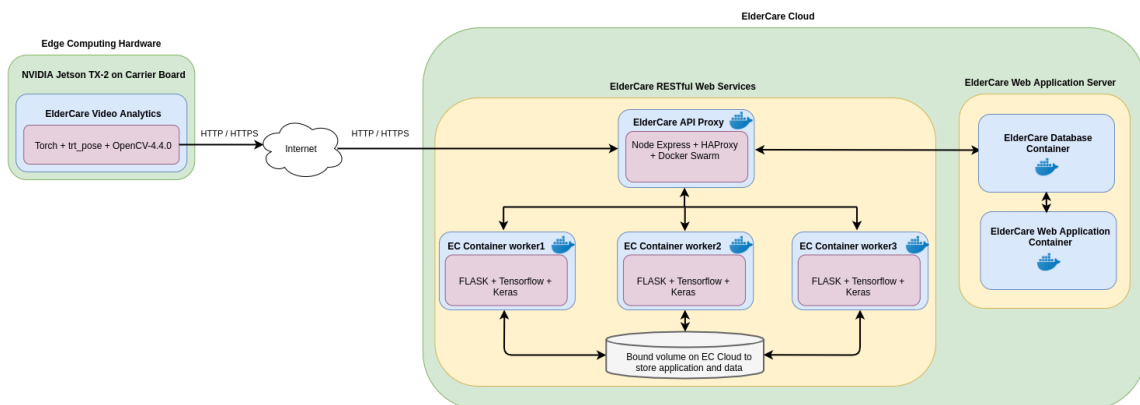 ElderCare Cloud
Edge Computing Hardware
NVIDIA Jetson TX-2 on Carrier Board
ElderCare Video Analytics
Torch + trt_pose + OpenCV-4.4.0
HTTP / HTTPS
Internet
HTTP / HTTPS
ElderCare RESTful Web Services
ElderCare API Proxy
Node Express + HAProxy
+ Docker Swarm
EC Container worker1
FLASK + Tensorflow +
Keras
EC Container worker2
FLASK + Tensorflow +
Keras
EC Container worker3
FLASK + Tensorflow +
Keras
Bound volume on EC Cloud to
store application and data
ElderCare Web Application Server
ElderCare Database
Container
ElderCare Web Application
Container